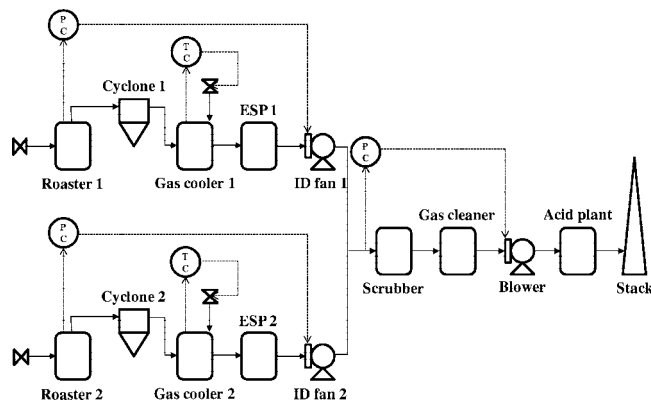 P
C
T
C
Cyclone 1
ESP 1
Roaster 1
Gas cooler 1
ID fan 1
P
C
P
C
T
C
Gas cleaner
Acid plant
Scrubber
Blower
Stack
Cyclone 2
ESP 2
Roaster 2
Gas cooler 2
ID fan 2